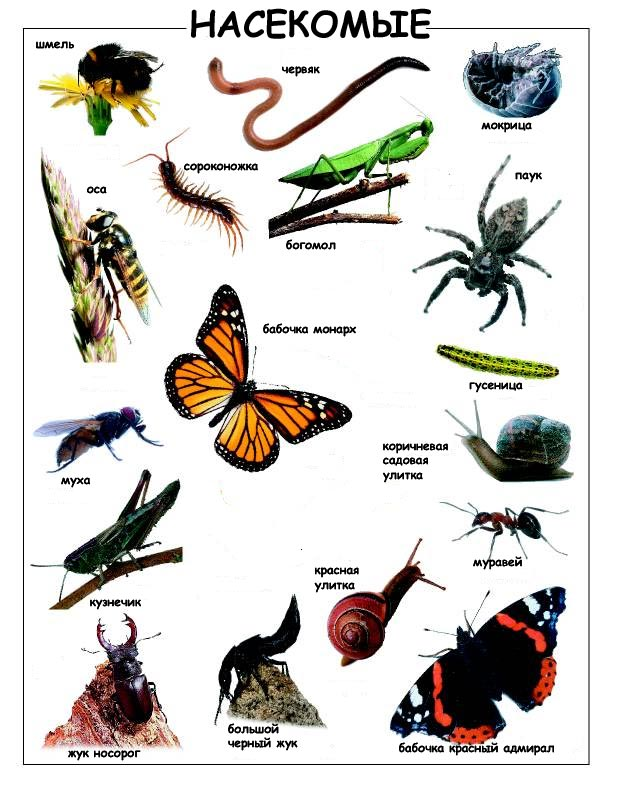 НАСЕКОМЫЕ
шмель
червяк
мокрица
сороконожка
оса
паук
богомол
бабочка монарх
гусеница
коричневая
садовая
улитка
муха
муравей
красная
улитка
кузнечик
большой
черный жук
жук носорог
бабочка красный адмирал